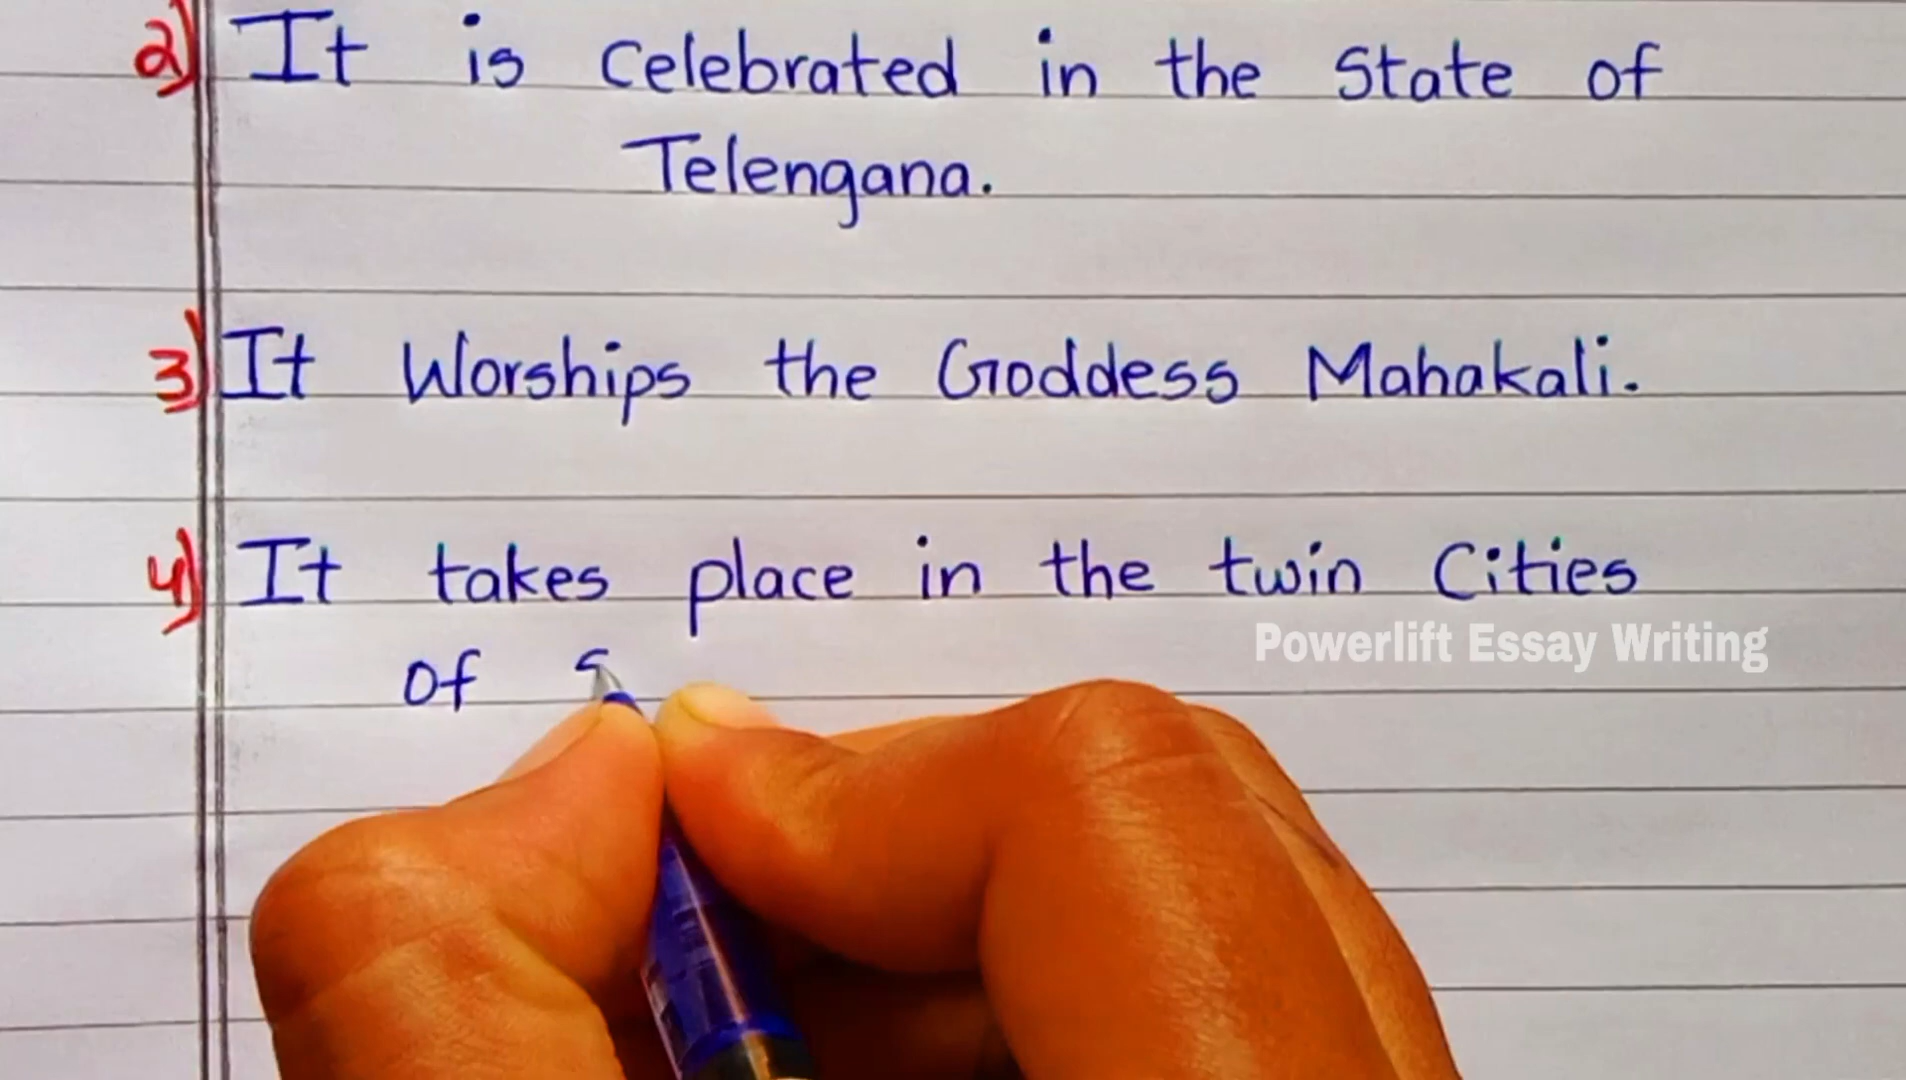 2) It is celebrated in the State of
Telengana.
3) It Worships the Goddess Mahakali.
4) It takes place in the twin Cities
Powerlift Essay Writing
of S